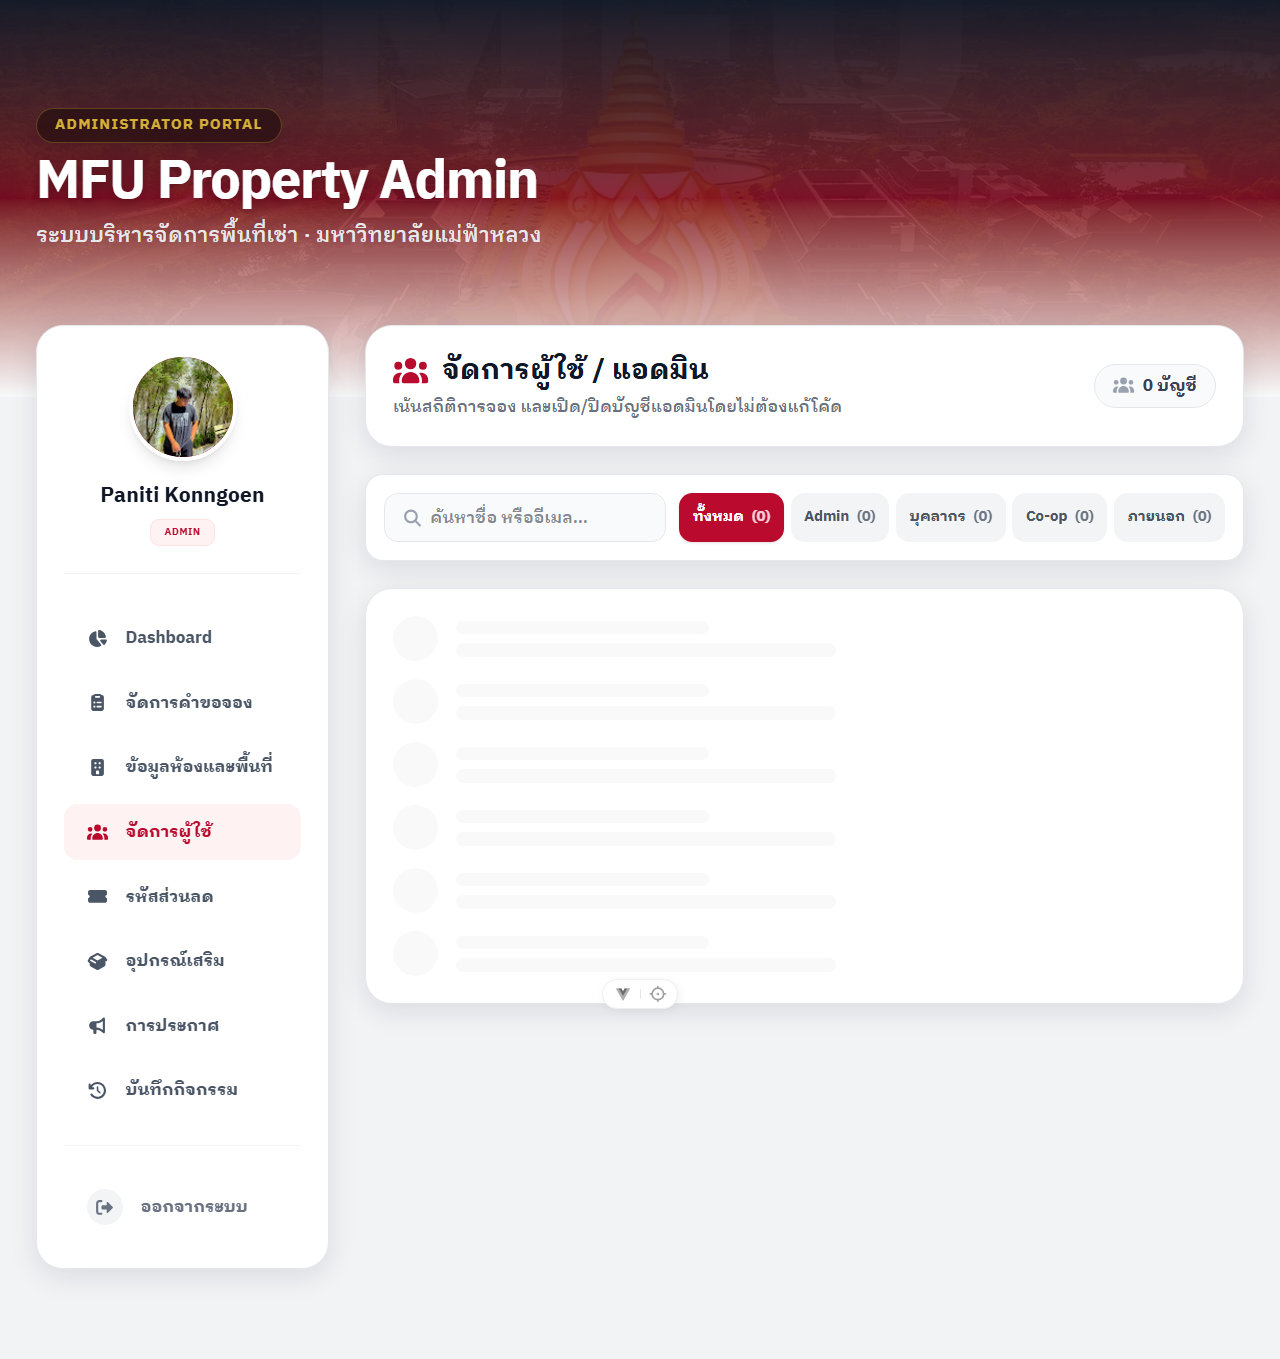 ADMINISTRATOR PORTAL
MFU Property Admin
ระบบบริหารจัดการพื้นที่เช่า · มหาวิทยาลัยแม่ฟ้าหลวง
Paniti Konngoen
ADMIN
Dashboard
จัดการคำขอจอง
ข้อมูลห้องและพื้นที่
จัดการผู้ใช้
รหัสส่วนลด
อุปกรณ์เสริม
การประกาศ
บันทึกกิจกรรม
ออกจากระบบ
จัดการผู้ใช้ / แอดมิน
เน้นสถิติการจอง และเปิด/ปิดบัญชีแอดมินโดยไม่ต้องแก้โค้ด
0 บัญชี
ค้นหาชื่อ หรืออีเมล...
ทั้งหมด (0) Admin (0) บุคลากร (0) Co-op (0) ภายนอก (0)